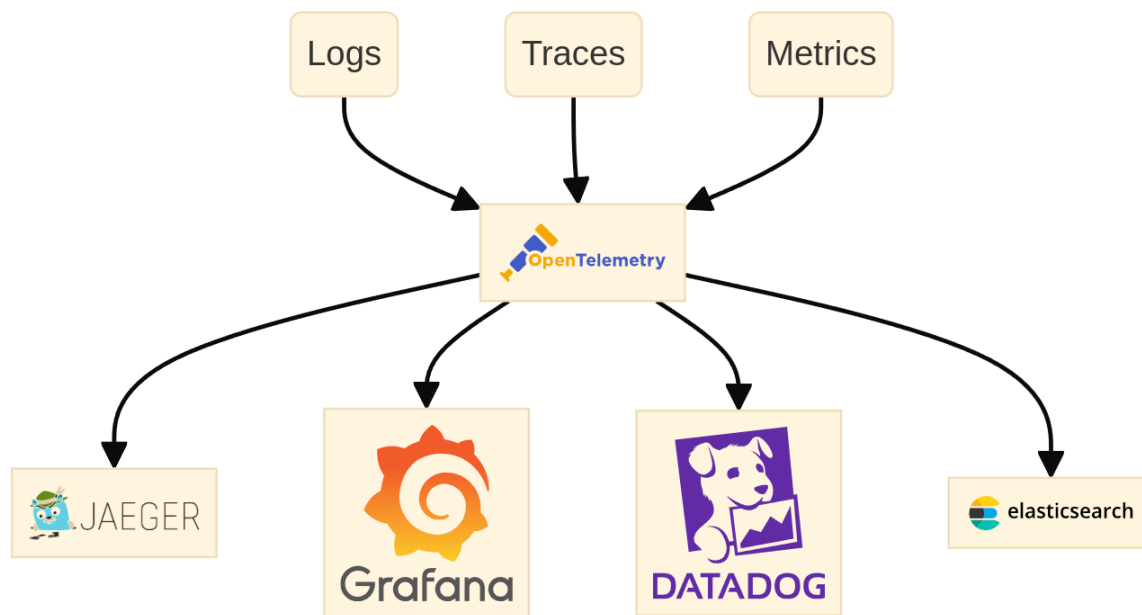 Logs
Traces
Metrics
OpenTelemetry
JAEGER
Grafana
DATADOG
elasticsearch